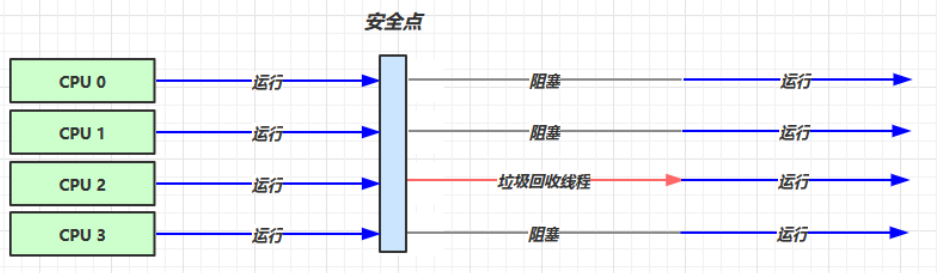 安全点
CPU 0 运行 阻塞 运行
CPU 1 运行 阻塞 运行
CPU 2 运行 垃圾回收线程 运行
CPU 3 运行 阻塞 运行